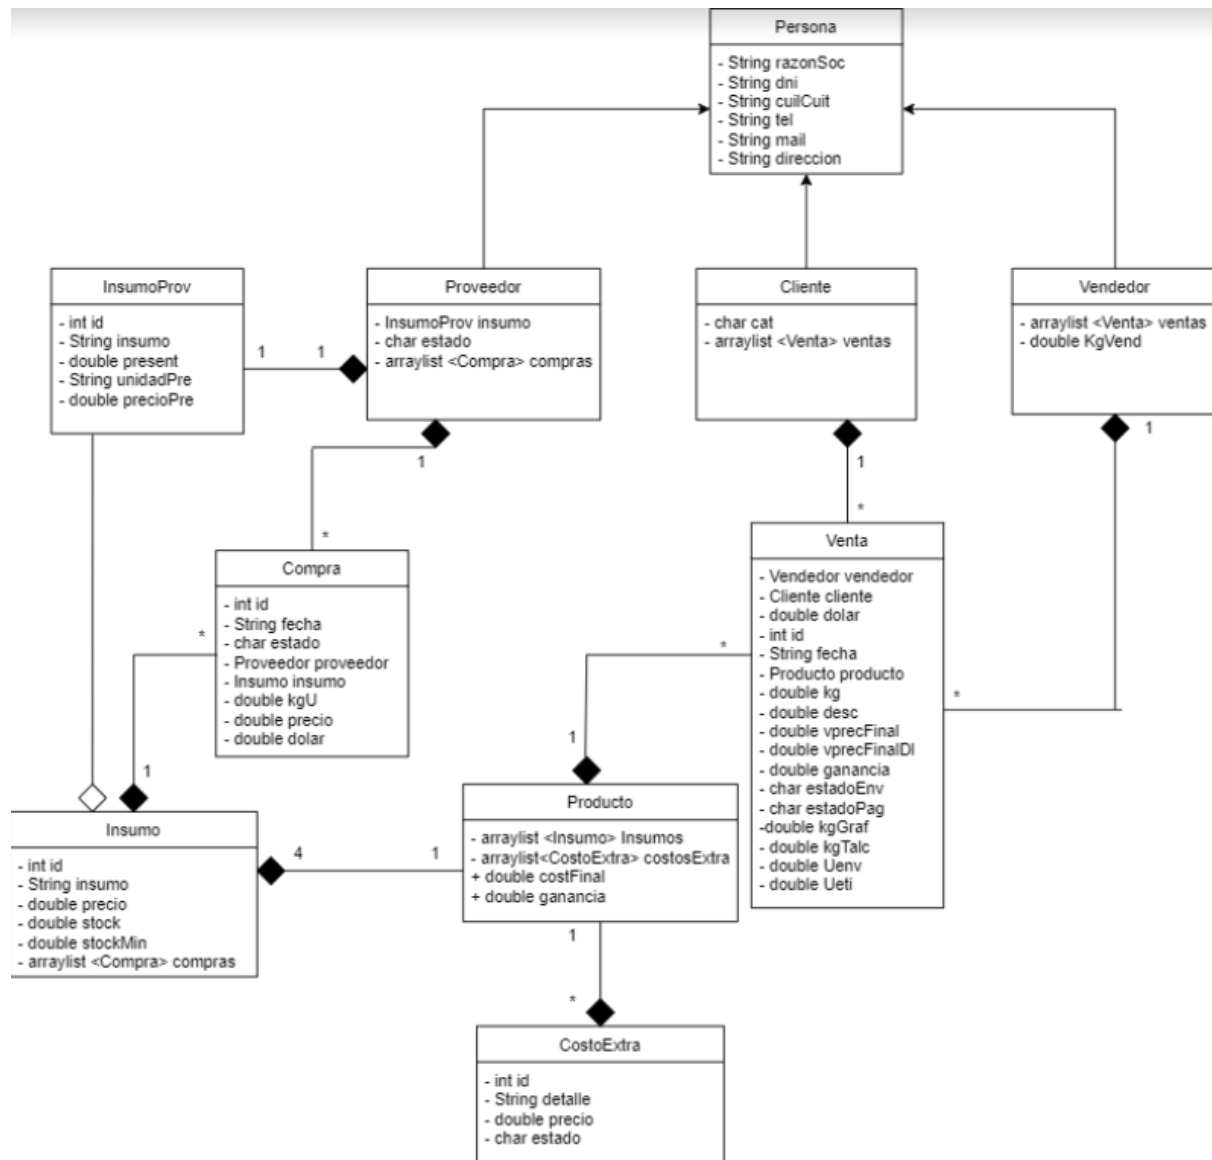 Persona
- String razonSoc
- String dni
- String cuilCuit
- String tel
- String mail
- String direccion
InsumoProv
- int id
- String insumo
- double present
- String unidadPre
- double precioPre
1
1
Proveedor
- InsumoProv insumo
- char estado
- arraylist <Compra> compras
1
*
Cliente
- char cat
- arraylist <Venta> ventas
1
*
Vendedor
- arraylist <Venta> ventas
- double KgVend
1
*
Compra
- int id
- String fecha
- char estado
- Proveedor proveedor
- Insumo insumo
- double kgU
- double precio
- double dolar
*
1
Venta
- Vendedor vendedor
- Cliente cliente
- double dolar
- int id
- String fecha
- Producto producto
- double kg
- double desc
- double vprecFinal
- double vprecFinalDl
- double ganancia
- char estadoEnv
- char estadoPag
-double kgGraf
- double kgTalc
- double Uenv
- double Ueti
*
1
Insumo
- int id
- String insumo
- double precio
- double stock
- double stockMin
- arraylist <Compra> compras
4
1
Producto
- arraylist <Insumo> Insumos
- arraylist<CostoExtra> costosExtra
+ double costFinal
+ double ganancia
1
*
CostoExtra
- int id
- String detalle
- double precio
- char estado